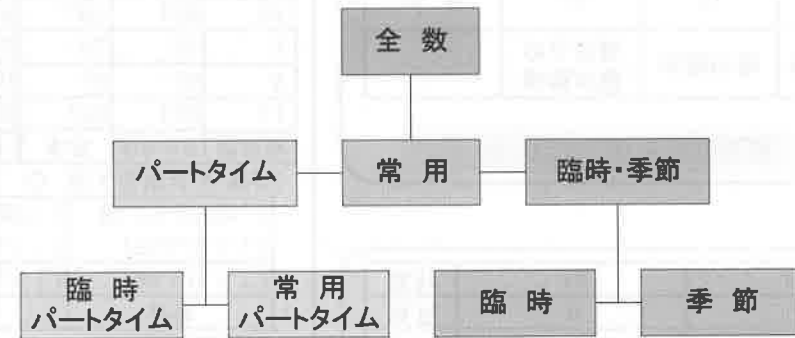 全 数
パートタイム
常 用
臨時・季節
臨 時
パートタイム
常 用
パートタイム
臨 時
季 節